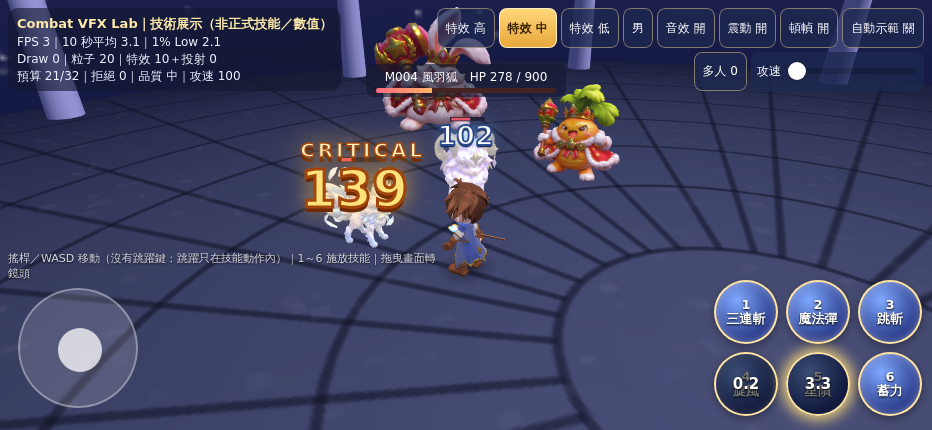 Combat VFX Lab｜技術展示（非正式技能／數值）
FPS 3｜10 秒平均 3.1｜1% Low 2.1
Draw 0｜粒子 20｜特效 10＋投射 0
預算 21/32｜拒絕 0｜品質 中｜攻速 100
特效 高
特效 中
特效 低
男
音效 開
震動 開
頓幀 開
自動示範 關
多人 0
攻速
M004 風羽狐 HP 278 / 900
102
CRITICAL
139
搖桿／WASD 移動（沒有跳躍鍵；跳躍只在技能動作內）｜1～6 施放技能｜拖曳畫面轉
鏡頭
1
三連斬
2
魔法彈
3
跳斬
4
0.2
旋風
5
3.3
星隕
6
蓄力